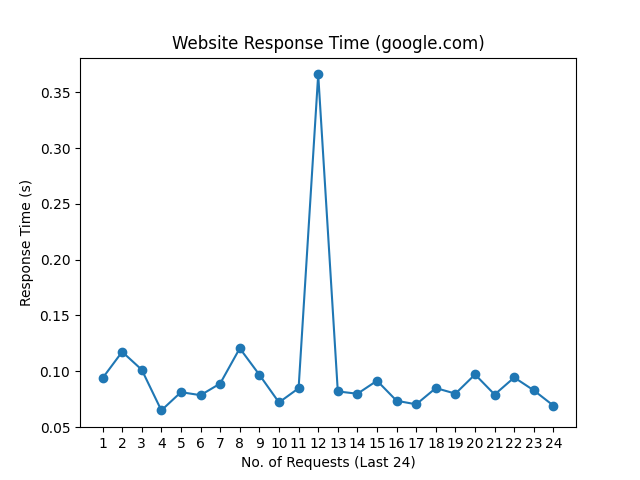 Website Response Time (google.com)
Response Time (s)
0.35
0.30
0.25
0.20
0.15
0.10
0.05
1 2 3 4 5 6 7 8 9 10 11 12 13 14 15 16 17 18 19 20 21 22 23 24
No. of Requests (Last 24)